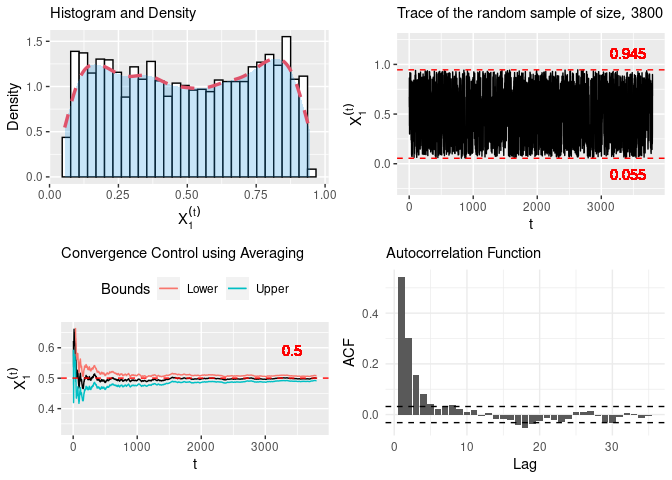 Histogram and Density
1.5
1.0
0.5
0.0
Density
0.00
0.25
0.50
0.75
1.00
X₁⁽ᵗ⁾
Trace of the random sample of size, 3800
0.945
1.0
0.5
0.0
X₁⁽ᵗ⁾
0.055
0
1000
2000
3000
t
Convergence Control using Averaging
Bounds
Lower
Upper
0.6
0.5
0.4
X₁⁽ᵗ⁾
0.5
0
1000
2000
3000
t
Autocorrelation Function
0.4
0.2
0.0
ACF
0
10
20
30
Lag